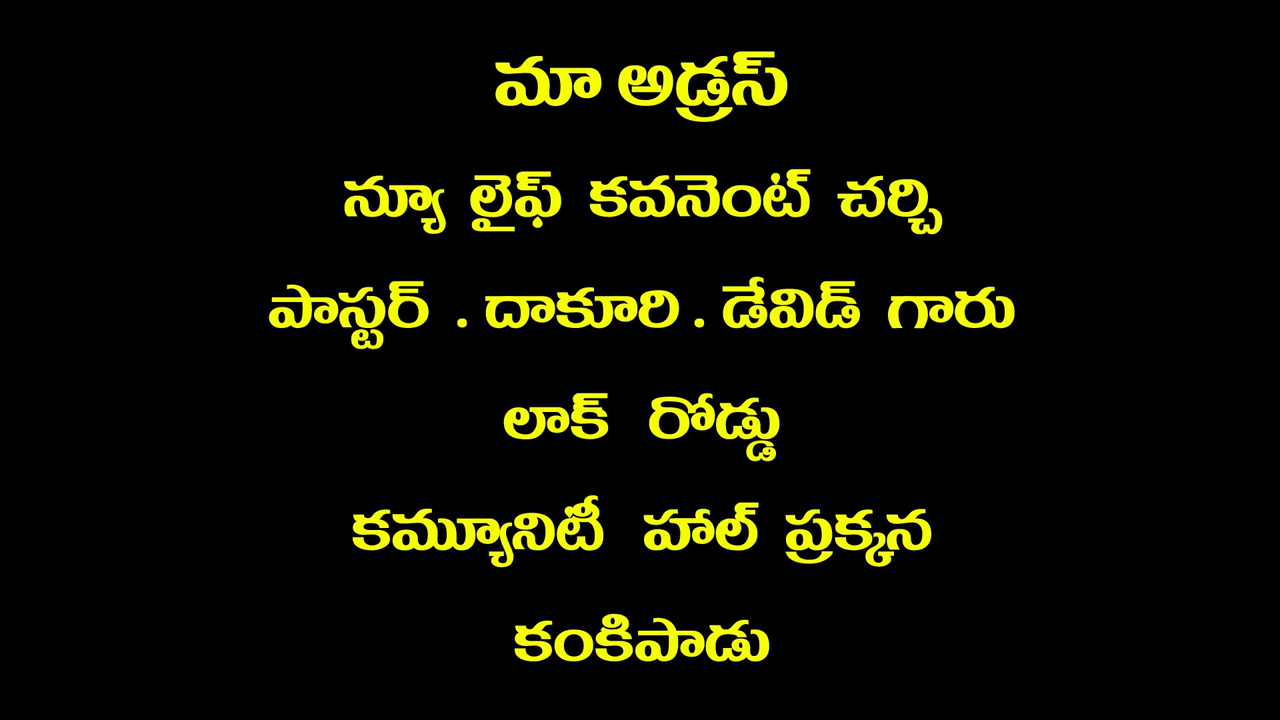 మా అడ్రస్
న్యూ లైఫ్ కవనెంట్ చర్చి
పాస్టర్ . దాకూరి . డేవిడ్ గారు
లాక్ రోడ్డు
కమ్యూనిటీ హాల్ ప్రక్కన
కంకిపాడు